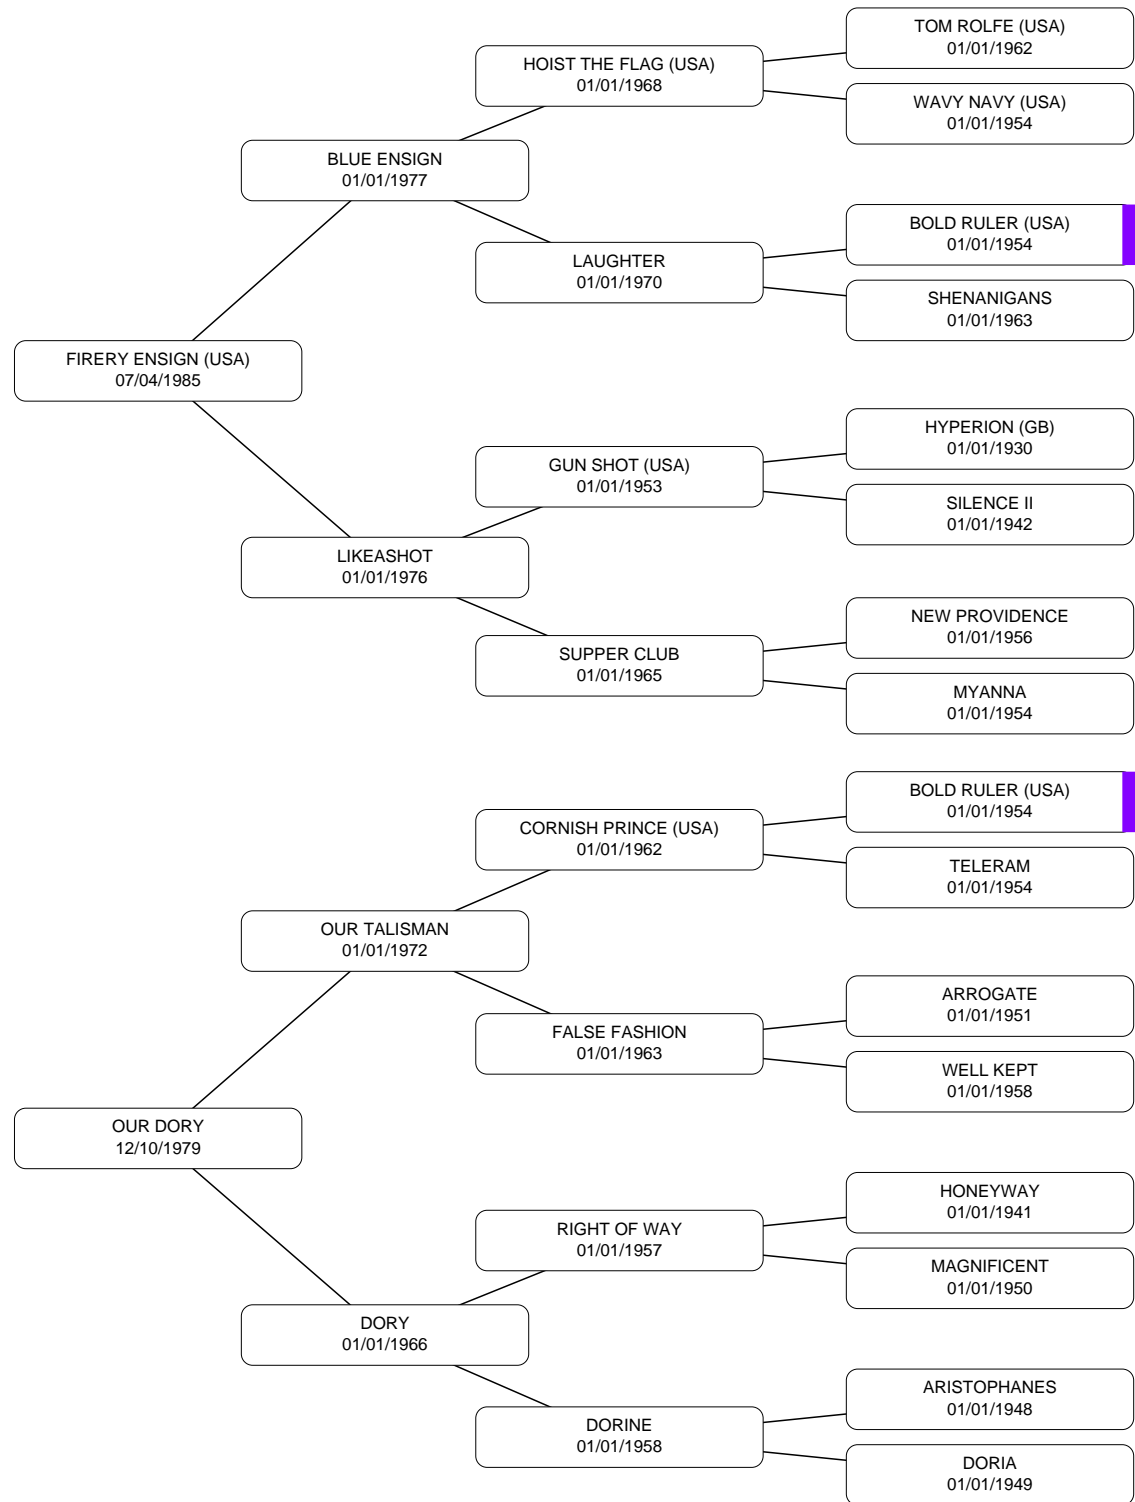 TOM ROLFE (USA)
01/01/1962
HOIST THE FLAG (USA)
01/01/1968
WAVY NAVY (USA)
01/01/1954
BLUE ENSIGN
01/01/1977
BOLD RULER (USA)
01/01/1954
LAUGHTER
01/01/1970
SHENANIGANS
01/01/1963
FIRERY ENSIGN (USA)
07/04/1985
HYPERION (GB)
01/01/1930
GUN SHOT (USA)
01/01/1953
SILENCE II
01/01/1942
LIKEASHOT
01/01/1976
NEW PROVIDENCE
01/01/1956
SUPPER CLUB
01/01/1965
MYANNA
01/01/1954
BOLD RULER (USA)
01/01/1954
CORNISH PRINCE (USA)
01/01/1962
TELERAM
01/01/1954
OUR TALISMAN
01/01/1972
ARROGATE
01/01/1951
FALSE FASHION
01/01/1963
WELL KEPT
01/01/1958
OUR DORY
12/10/1979
HONEYWAY
01/01/1941
RIGHT OF WAY
01/01/1957
MAGNIFICENT
01/01/1950
DORY
01/01/1966
ARISTOPHANES
01/01/1948
DORINE
01/01/1958
DORIA
01/01/1949